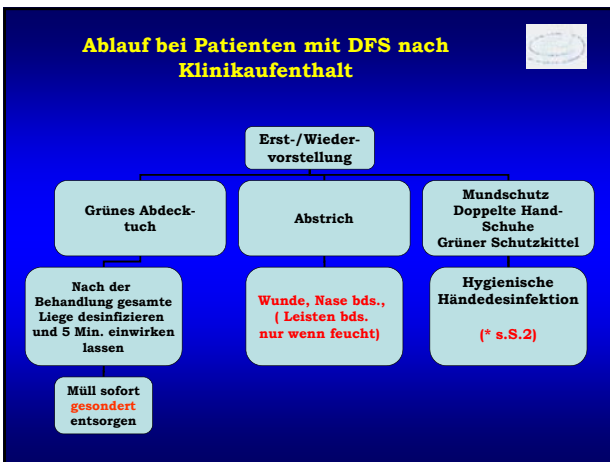 Ablauf bei Patienten mit DFS nach
Klinikaufenthalt
Erst-/Wieder-
vorstellung
Grünes Abdeck-
tuch
Abstrich
Mundschutz
Doppelte Hand-
Schuhe
Grüner Schutzkittel
Nach der
Behandlung gesamte
Liege desinfizieren
und 5 Min. einwirken
lassen
Wunde, Nase bds.,
( Leisten bds.
nur wenn feucht)
Hygienische
Händedesinfektion
(* s.S.2)
Müll sofort
gesondert
entsorgen